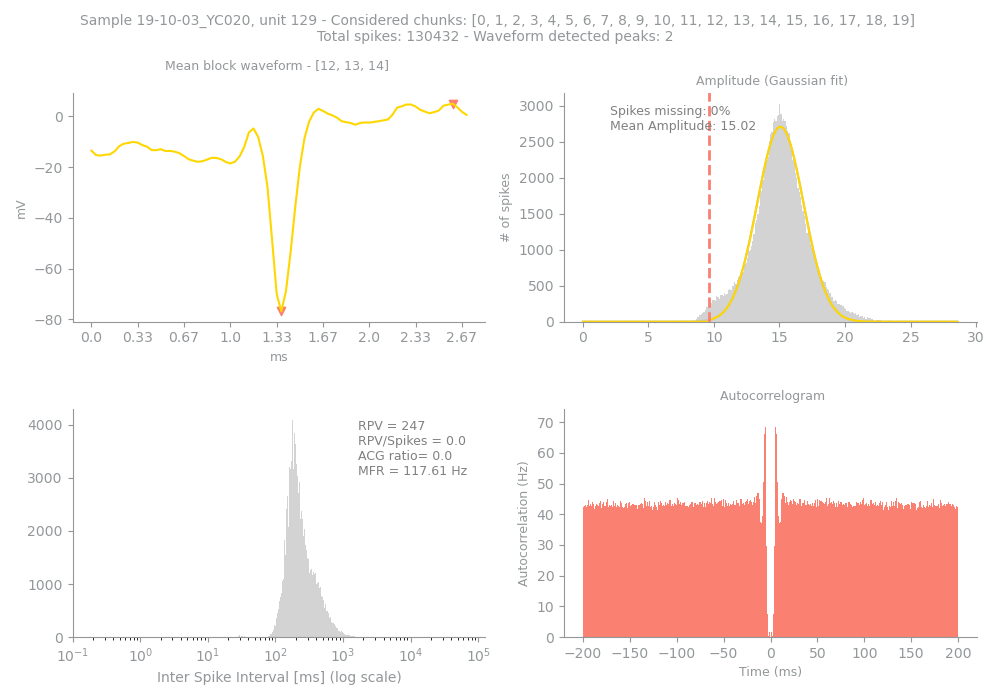 Sample 19-10-03_YC020, unit 129 - Considered chunks: [0, 1, 2, 3, 4, 5, 6, 7, 8, 9, 10, 11, 12, 13, 14, 15, 16, 17, 18, 19]
Total spikes: 130432 - Waveform detected peaks: 2
Mean block waveform - [12, 13, 14]
mV
0
−20
−40
−60
−80
0.0 0.33 0.67 1.0 1.33 1.67 2.0 2.33 2.67
ms
Amplitude (Gaussian fit)
Spikes missing: 0%
Mean Amplitude: 15.02
# of spikes
3000
2500
2000
1500
1000
500
0
0 5 10 15 20 25 30
4000
3000
2000
1000
0
RPV = 247
RPV/Spikes = 0.0
ACG ratio= 0.0
MFR = 117.61 Hz
10⁻¹ 10⁰ 10¹ 10² 10³ 10⁴ 10⁵
Inter Spike Interval [ms] (log scale)
Autocorrelogram
Autocorrelation (Hz)
70
60
50
40
30
20
10
0
−200 −150 −100 −50 0 50 100 150 200
Time (ms)